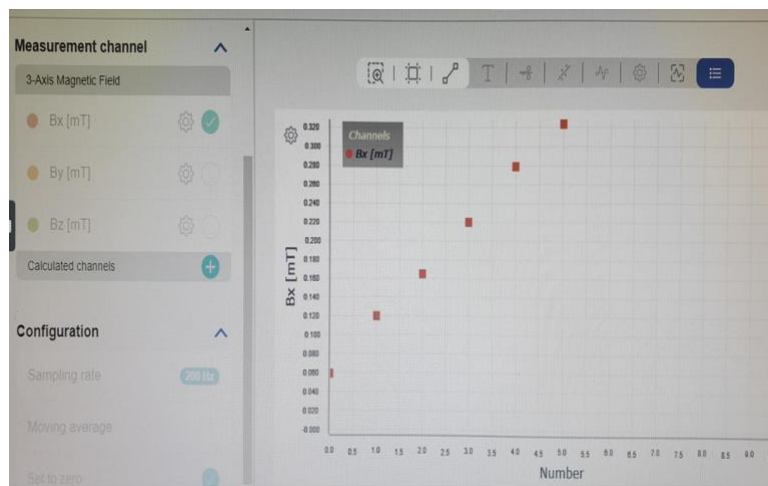 Measurement channel
3-Axis Magnetic Field
Bx [mT]
By [mT]
Bz [mT]
Calculated channels
Configuration
Sampling rate 200 Hz
Moving average
Set to zero
T
Channels
Bx [mT]
Bx [mT]
0.320
0.300
0.280
0.260
0.240
0.220
0.200
0.180
0.160
0.140
0.120
0.100
0.080
0.060
0.040
0.020
-0.000
0.0 0.5 1.0 1.5 2.0 2.5 3.0 3.5 4.0 4.5 5.0 5.5 6.0 6.5 7.0 7.5 8.0 8.5 9.0
Number